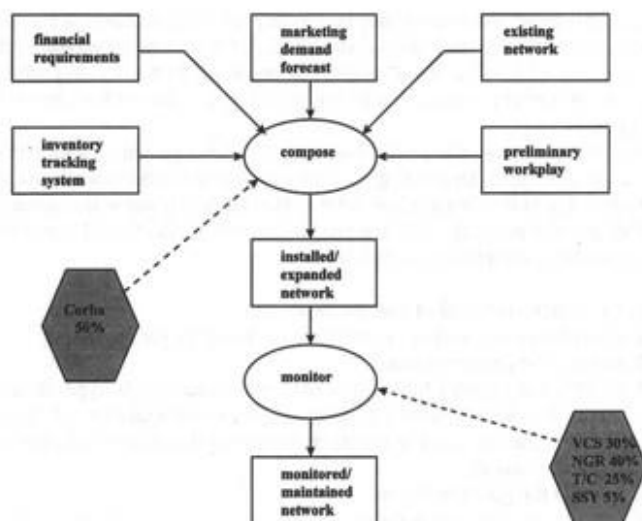 financial
requirements
marketing
demand
forecast
existing
network
inventory
tracking
system
compose
preliminary
workplay
installed/
expanded
network
Corba
50%
monitor
VCS 30%
NGR 40%
T/C 25%
SSY 5%
monitored/
maintained
network